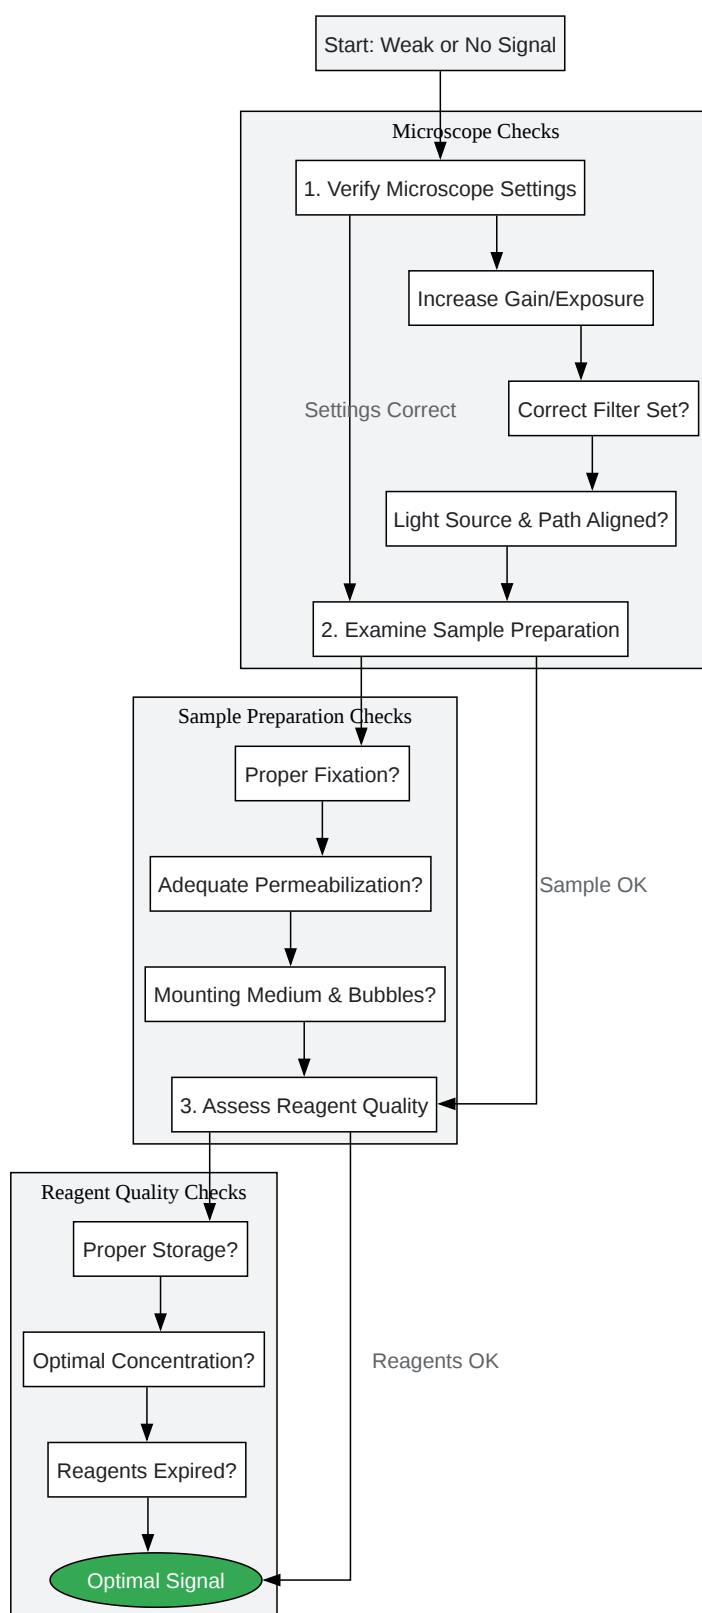 Start: Weak or No Signal
Microscope Checks
1. Verify Microscope Settings
Increase Gain/Exposure
Settings Correct
Correct Filter Set?
Light Source & Path Aligned?
2. Examine Sample Preparation
Sample Preparation Checks
Proper Fixation?
Adequate Permeabilization?
Sample OK
Mounting Medium & Bubbles?
3. Assess Reagent Quality
Reagent Quality Checks
Proper Storage?
Optimal Concentration?
Reagents OK
Reagents Expired?
Optimal Signal